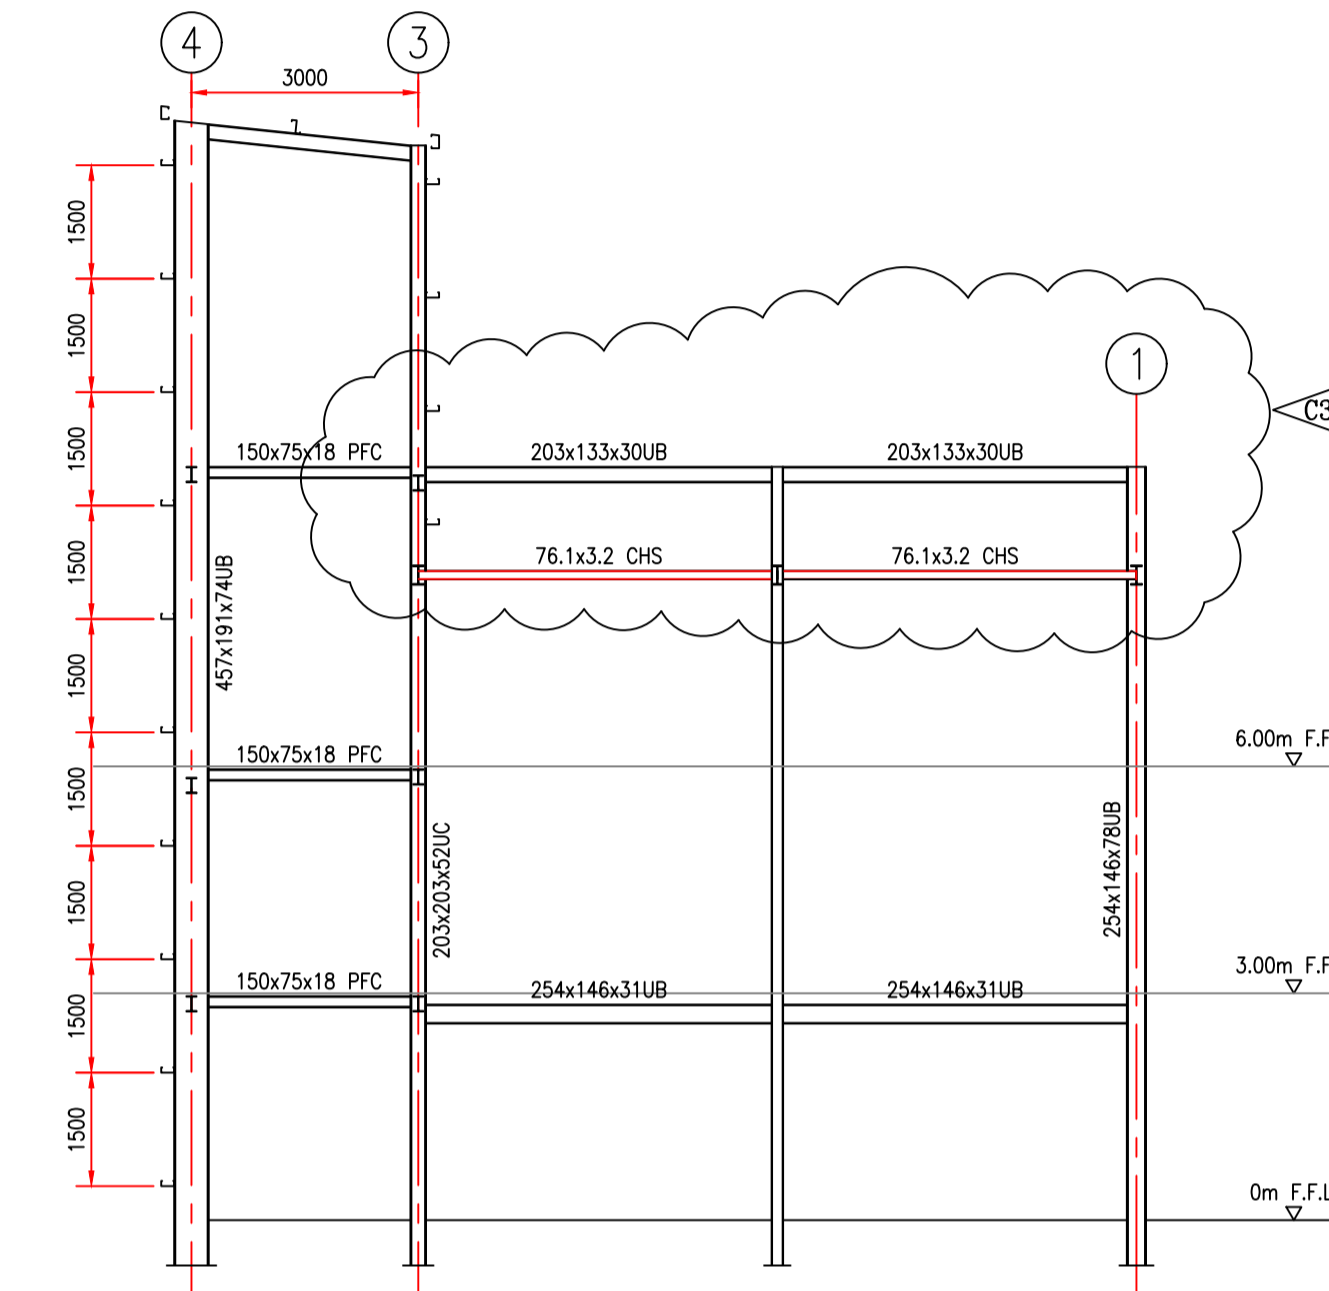 4
3
3000
1500
1500
1
C3
1500
150x75x18 PFC
203x133x30UB
203x133x30UB
1500
76.1x3.2 CHS
76.1x3.2 CHS
457x191x74UB
1500
6.00m F.F
150x75x18 PFC
1500
203x203x52UC
254x146x78UB
1500
3.00m F.F
150x75x18 PFC
254x146x31UB
254x146x31UB
1500
1500
0m F.F.L